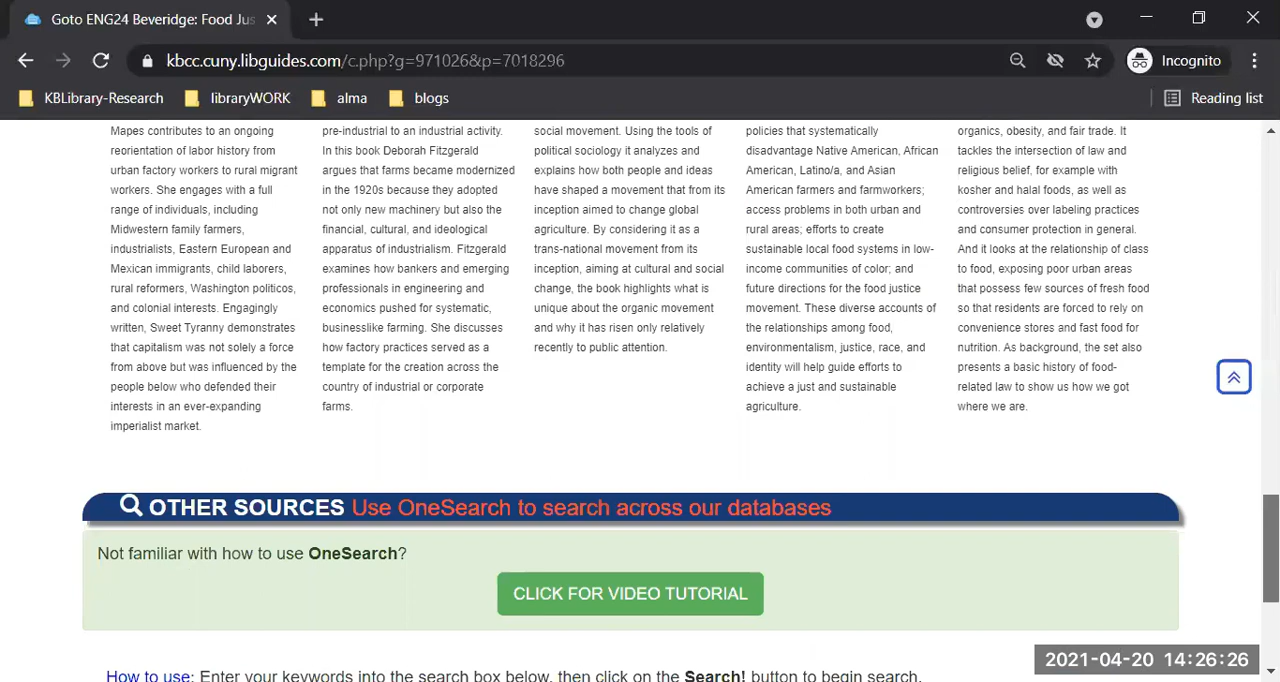 Goto ENG24 Beveridge: Food Jus
kbcc.cuny.libguides.com/c.php?g=971026&p=7018296
Incognito
KBLibrary-Research
libraryWORK
alma
blogs
Reading list
Mapes contributes to an ongoing
reorientation of labor history from
urban factory workers to rural migrant
workers. She engages with a full
range of individuals, including
Midwestern family farmers,
industrialists, Eastern European and
Mexican immigrants, child laborers,
rural reformers, Washington politicos,
and colonial interests. Engagingly
written, Sweet Tyranny demonstrates
that capitalism was not solely a force
from above but was influenced by the
people below who defended their
interests in an ever-expanding
imperialist market.
pre-industrial to an industrial activity.
In this book Deborah Fitzgerald
argues that farms became modernized
in the 1920s because they adopted
not only new machinery but also the
financial, cultural, and ideological
apparatus of industrialism. Fitzgerald
examines how bankers and emerging
professionals in engineering and
economics pushed for systematic,
businesslike farming. She discusses
how factory practices served as a
template for the creation across the
country of industrial or corporate
farms.
social movement. Using the tools of
political sociology it analyzes and
explains how both people and ideas
have shaped a movement that from its
inception aimed to change global
agriculture. By considering it as a
trans-national movement from its
inception, aiming at cultural and social
change, the book highlights what is
unique about the organic movement
and why it has risen only relatively
recently to public attention.
policies that systematically
disadvantage Native American, African
American, Latino/a, and Asian
American farmers and farmworkers;
access problems in both urban and
rural areas; efforts to create
sustainable local food systems in low-
income communities of color; and
future directions for the food justice
movement. These diverse accounts of
the relationships among food,
environmentalism, justice, race, and
identity will help guide efforts to
achieve a just and sustainable
agriculture.
organics, obesity, and fair trade. It
tackles the intersection of law and
religious belief, for example with
kosher and halal foods, as well as
controversies over labeling practices
and consumer protection in general.
And it looks at the relationship of class
to food, exposing poor urban areas
that possess few sources of fresh food
so that residents are forced to rely on
convenience stores and fast food for
nutrition. As background, the set also
presents a basic history of food-
related law to show us how we got
where we are.
OTHER SOURCES Use OneSearch to search across our databases
Not familiar with how to use OneSearch?
CLICK FOR VIDEO TUTORIAL
How to use: Enter your keywords into the search box below, then click on the Search! button to begin search.
2021-04-20 14:26:26